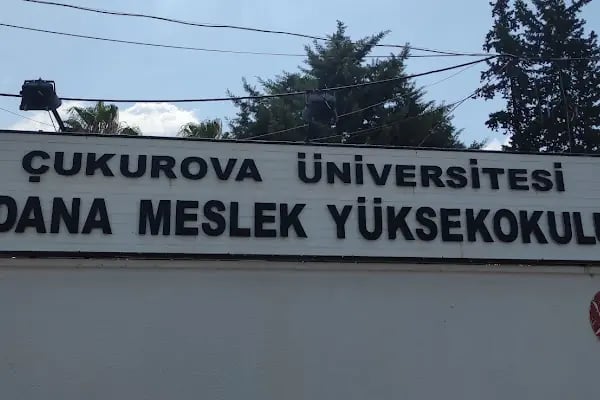 ÇUKUROVA ÜNİVERSİTESİ
DANA MESLEK YÜKSEKOKUL